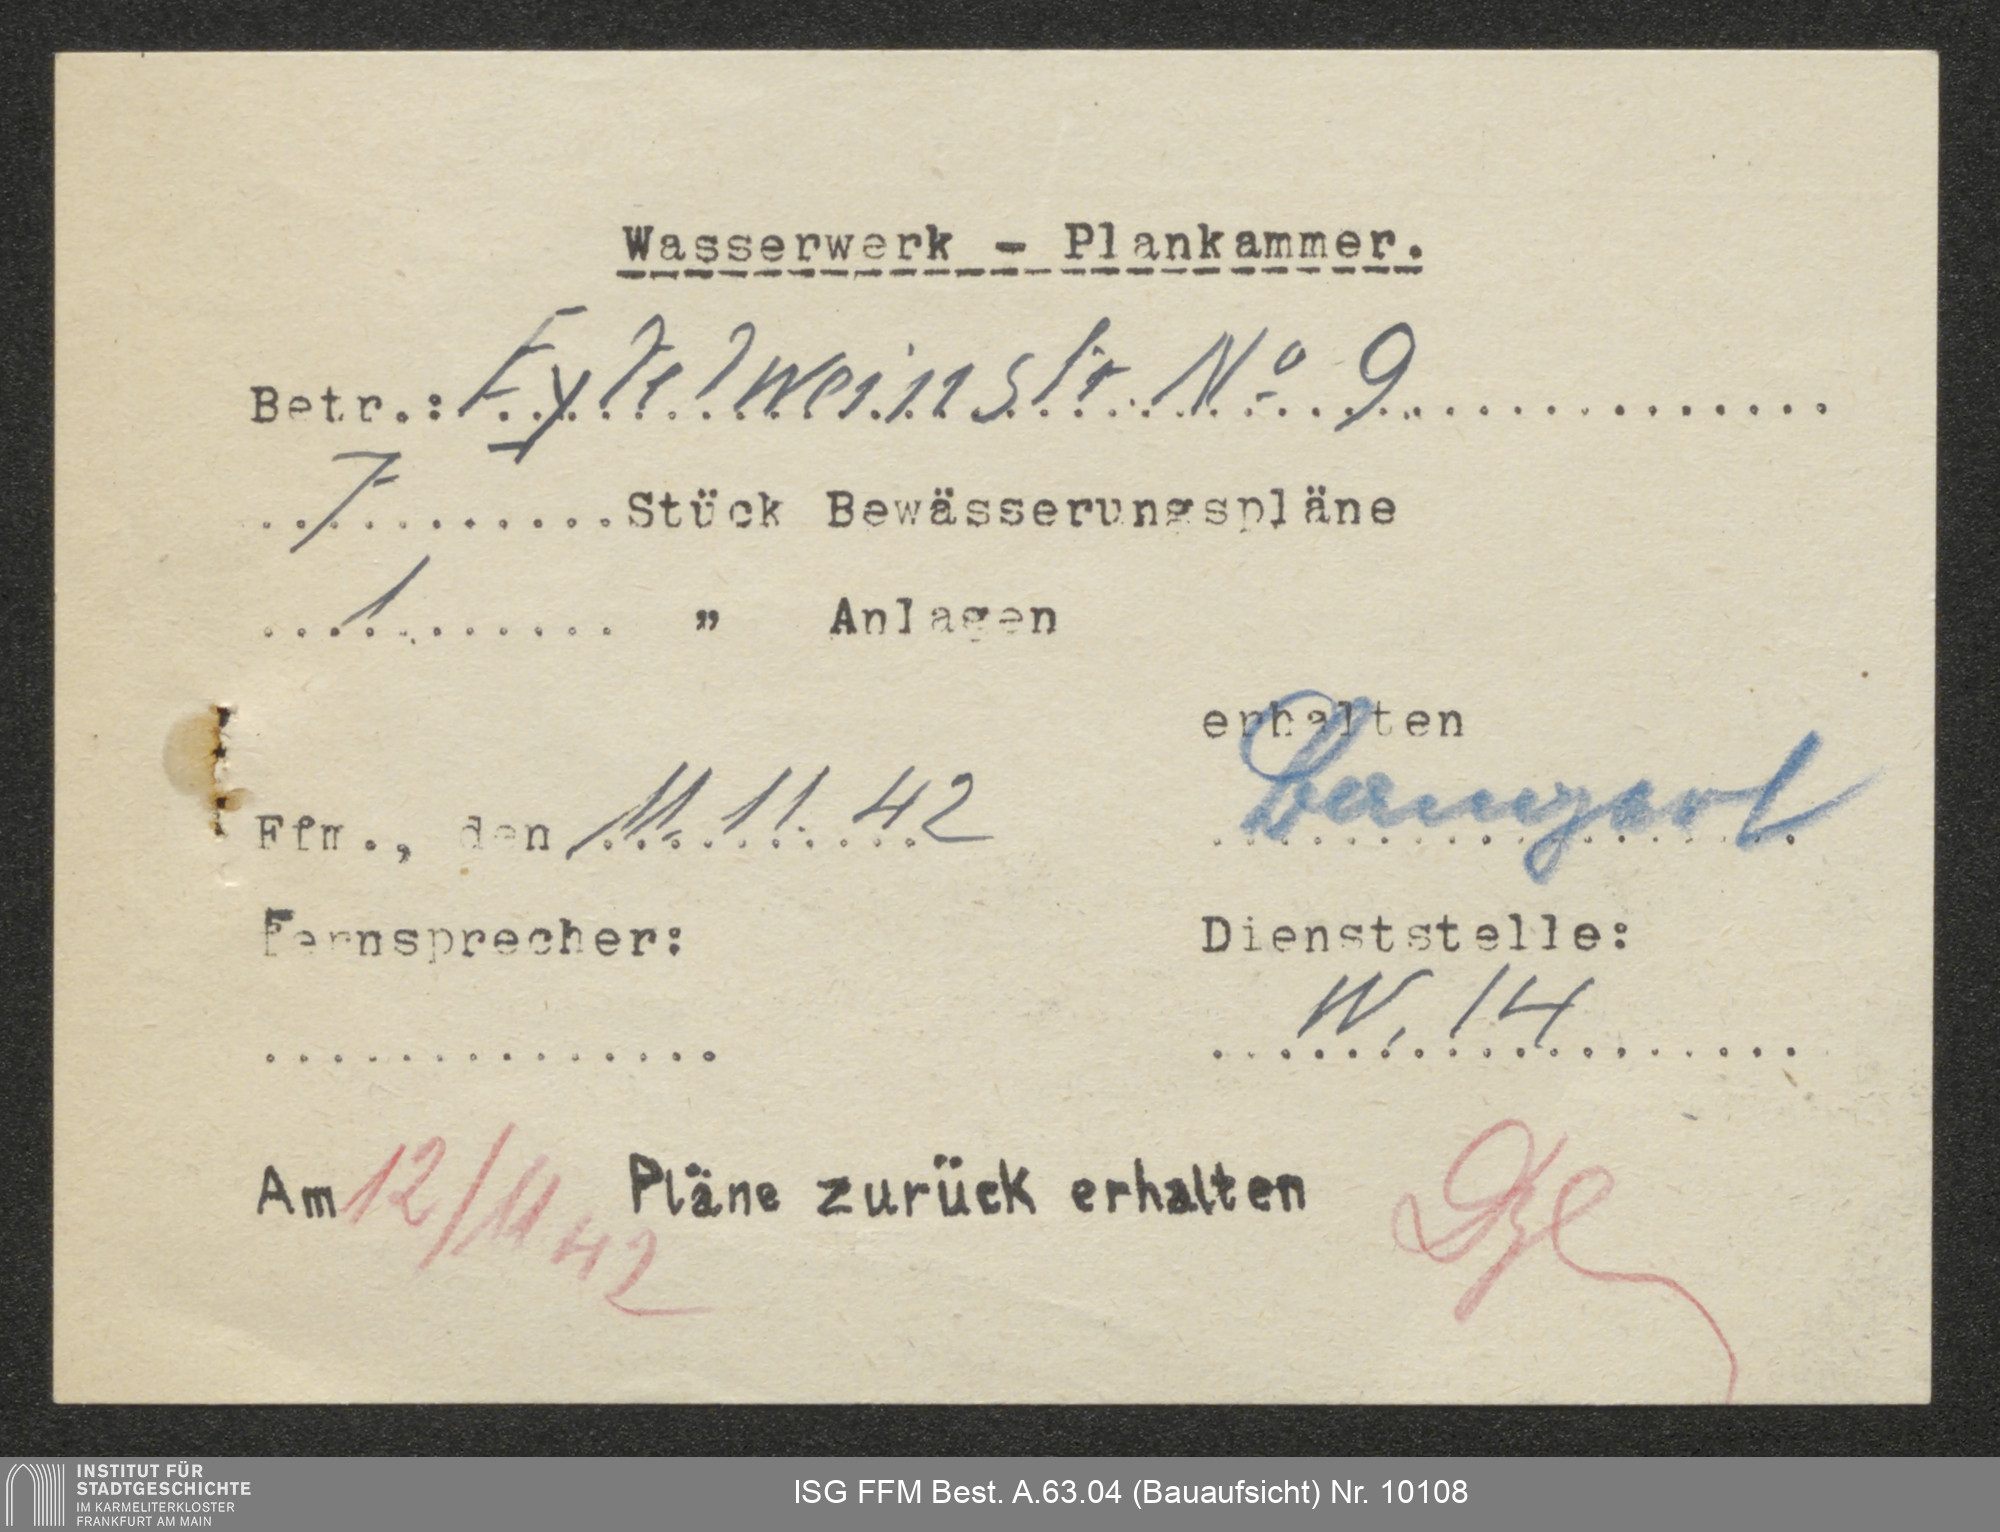 Wasserwerk - Plankammer.
Betr.: Eytelweinstr. No 9
7 Stück Bewässerungspläne
1 " Anlagen
erhalten
Ffm., den 11.11.42
Fernsprecher: Dienststelle:
W. 14
Am 12/11 42 Pläne zurück erhalten
INSTITUT FÜR
STADTGESCHICHTE
IM KARMELITERKLOSTER
FRANKFURT AM MAIN
ISG FFM Best. A.63.04 (Bauaufsicht) Nr. 10108